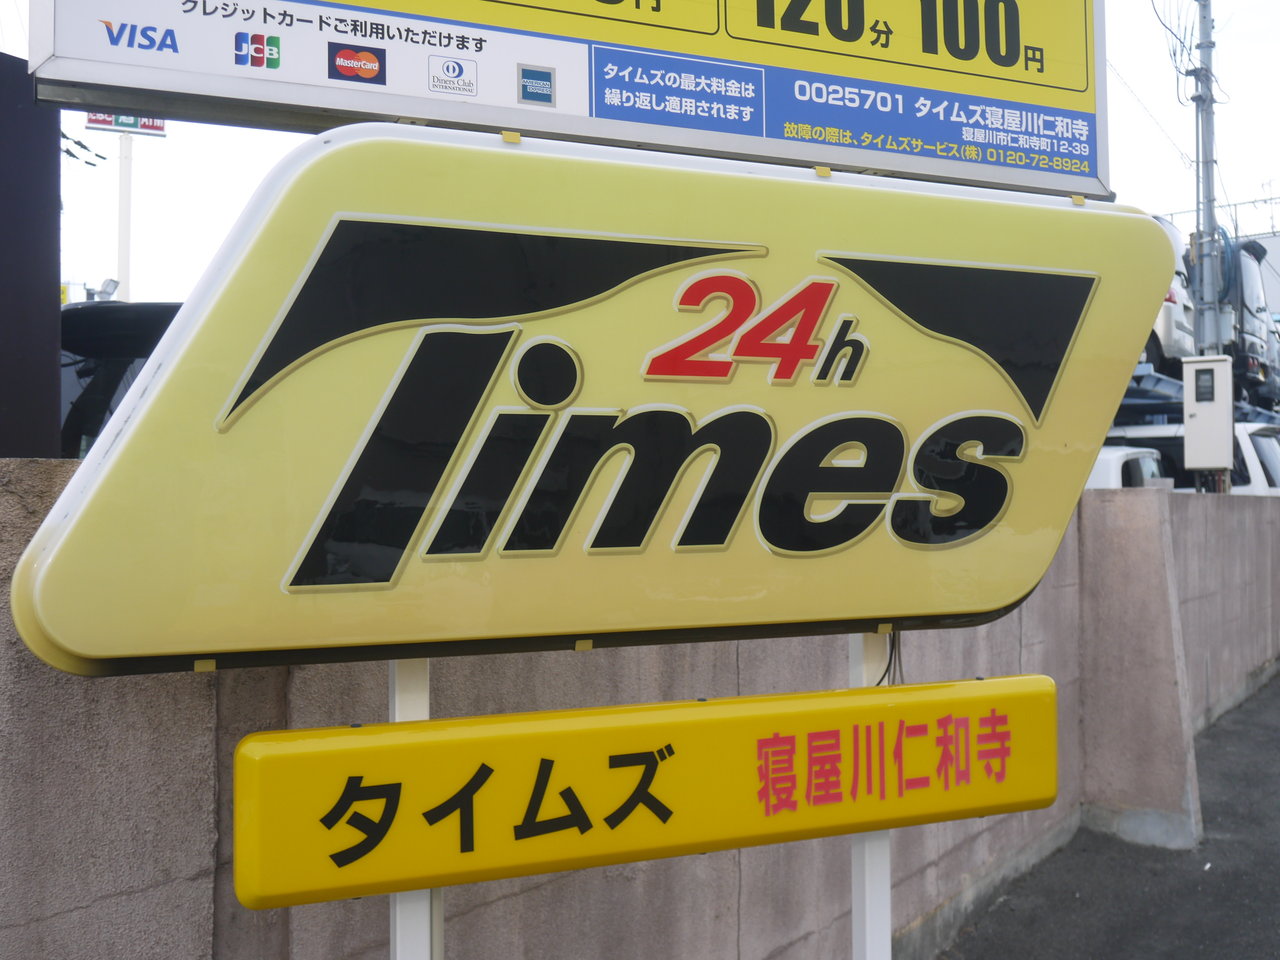 クレジットカードご利用いただけます
VISA
JCB
MasterCard
Diners Club
INTERNATIONAL
AMERICAN
EXPRESS
円
120分 100円
タイムズの最大料金は
繰り返し適用されます
0025701 タイムズ寝屋川仁和寺
寝屋川市仁和寺町12-39
故障の際は、タイムズサービス(株) 0120-72-8924
24h
Times
タイムズ 寝屋川仁和寺